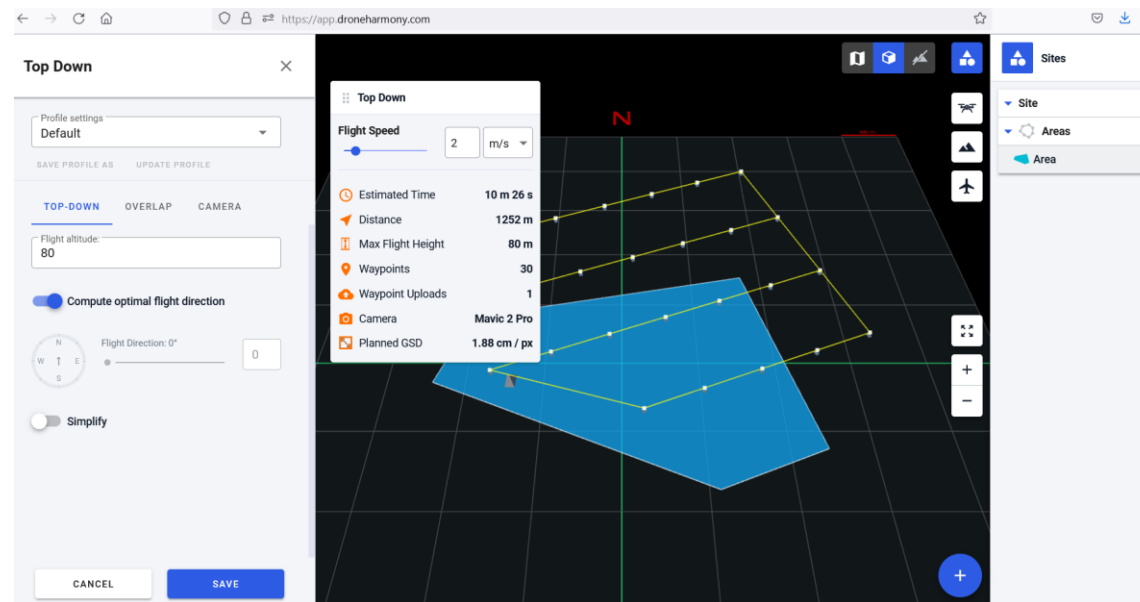 https://app.droneharmony.com
Top Down
Profile settings
Default
SAVE PROFILE AS UPDATE PROFILE
TOP-DOWN OVERLAP CAMERA
Flight altitude:
80
Compute optimal flight direction
N
W E
S
Flight Direction: 0°
0
Simplify
CANCEL SAVE
Top Down
Flight Speed
2 m/s
Estimated Time 10 m 26 s
Distance 1252 m
Max Flight Height 80 m
Waypoints 30
Waypoint Uploads 1
Camera Mavic 2 Pro
Planned GSD 1.88 cm / px
N
Sites
Site
Areas
Area